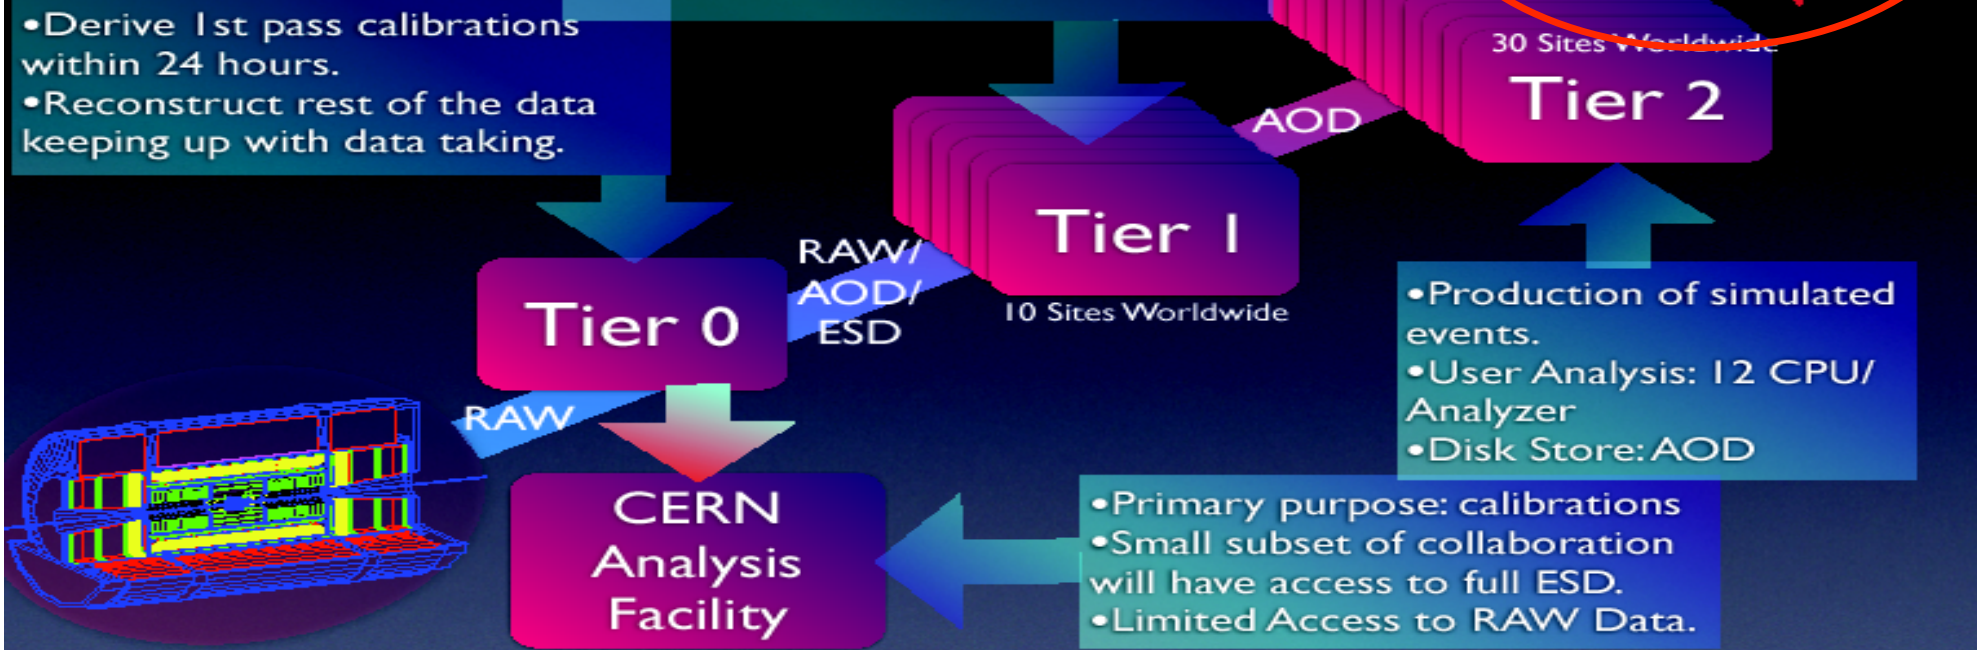 •Derive 1st pass calibrations
within 24 hours.
•Reconstruct rest of the data
keeping up with data taking.
30 Sites Worldwide
Tier 2
AOD
Tier 1
10 Sites Worldwide
RAW/
AOD/
ESD
Tier 0
RAW
•Production of simulated
events.
•User Analysis: 12 CPU/
Analyzer
•Disk Store: AOD
CERN
Analysis
Facility
•Primary purpose: calibrations
•Small subset of collaboration
will have access to full ESD.
•Limited Access to RAW Data.